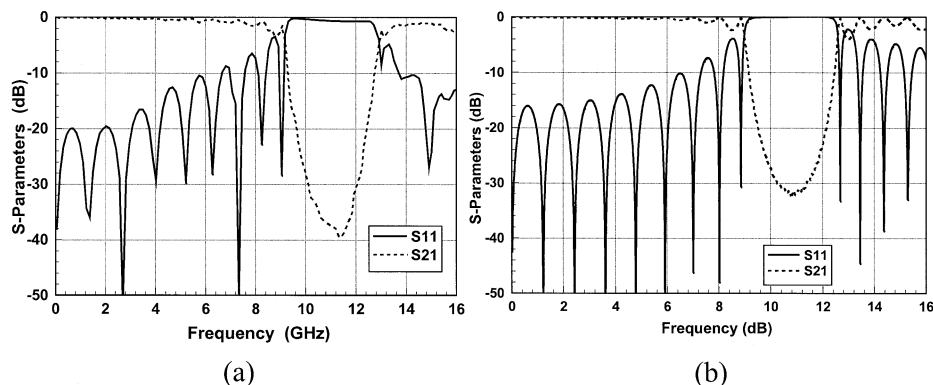 0
-10
-20
-30
-40
-50
S-Parameters (dB)
S11
S21
0 2 4 6 8 10 12 14 16
Frequency (GHz)
(a)
0
-10
-20
-30
-40
-50
S-Parameters (dB)
S11
S21
0 2 4 6 8 10 12 14 16
Frequency (dB)
(b)